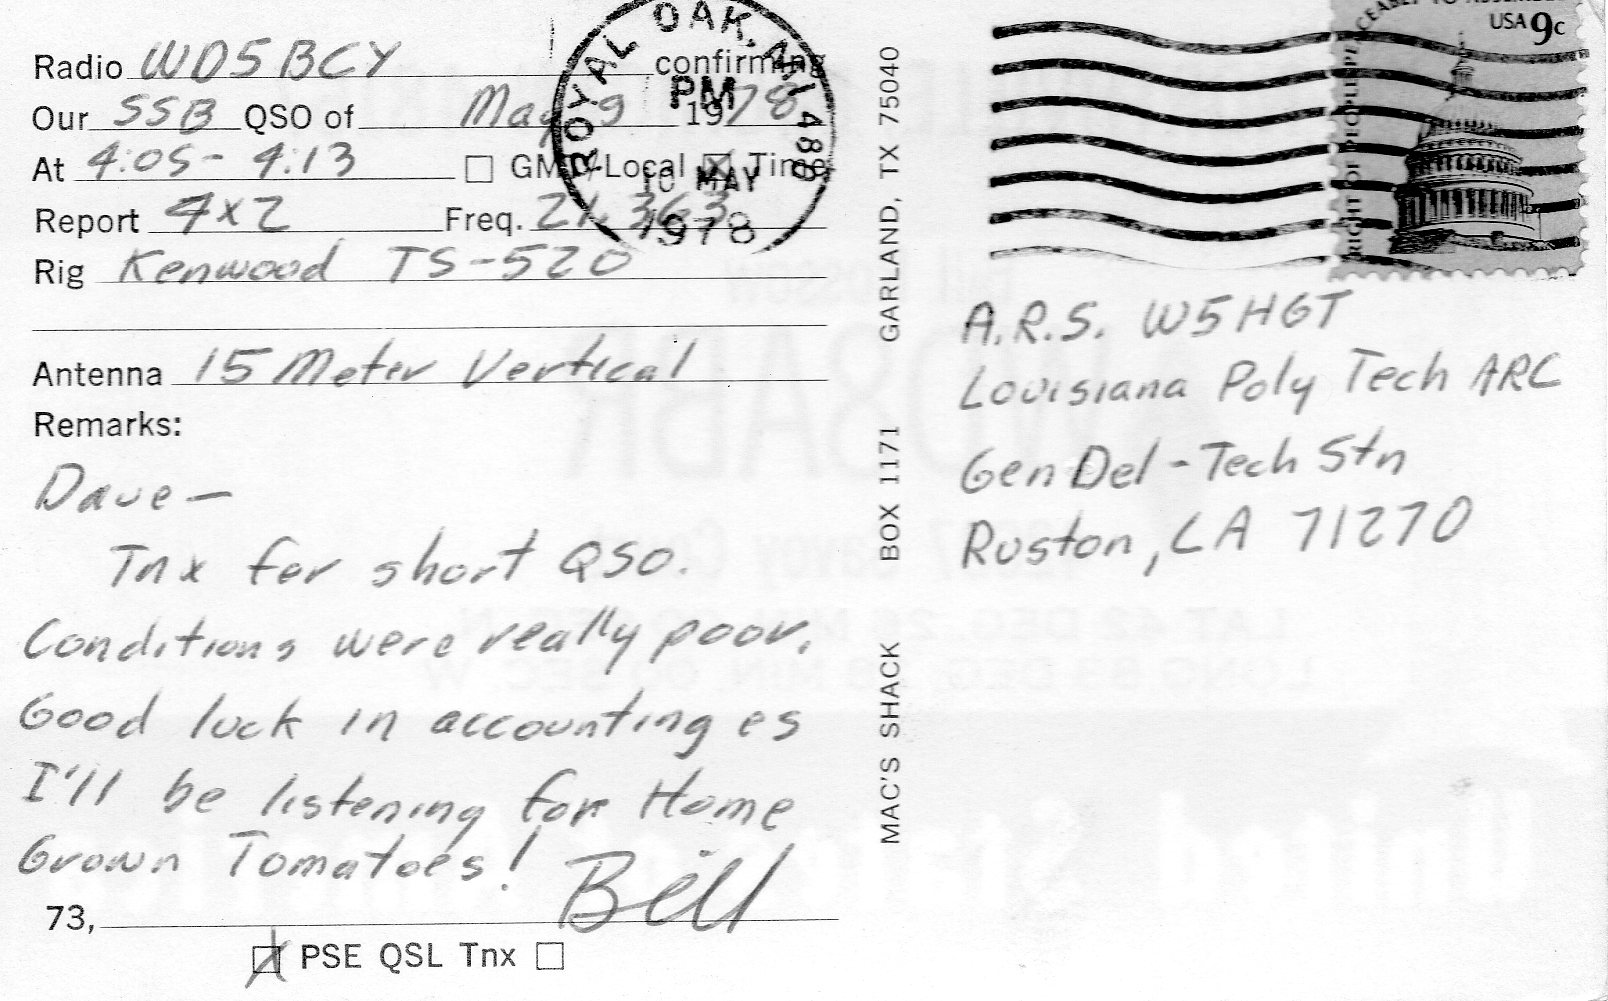 Radio WD5BCY confirming
Our SSB QSO of May 9 1978
At 4:05 - 4:13 ☐ GMT/Local ☒ Time
Report 4x2 Freq. 21.363
Rig Kenwood TS-520
Antenna 15 Meter Vertical
Remarks:
Dave —
Tnx for short QSO.
Conditions were really poor.
Good luck in accounting es
I'll be listening for Home
Grown Tomatoes!
73, Bill
☒ PSE QSL Tnx ☐
ROYAL OAK, MI 480
PM
10 MAY
1978
MAC'S SHACK BOX 1171 GARLAND, TX 75040
USA 9c
RIGHT OF PEOPLE PEACEABLY TO ASSEMBLE
A.R.S. W5HGT
Louisiana Poly Tech ARC
Gen Del - Tech Stn
Ruston, LA 71270